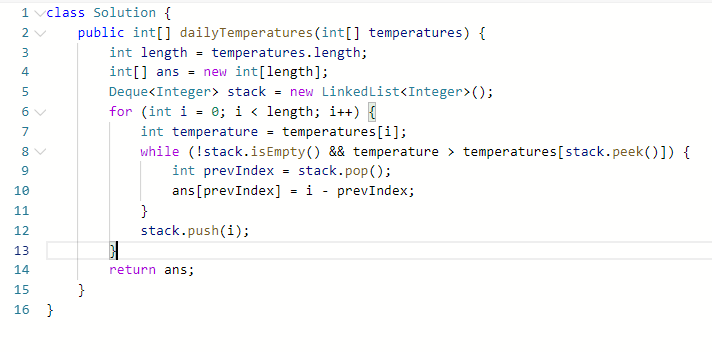 1 class Solution {
2     public int[] dailyTemperatures(int[] temperatures) {
3         int length = temperatures.length;
4         int[] ans = new int[length];
5         Deque<Integer> stack = new LinkedList<Integer>();
6         for (int i = 0; i < length; i++) {
7             int temperature = temperatures[i];
8             while (!stack.isEmpty() && temperature > temperatures[stack.peek()]) {
9                 int prevIndex = stack.pop();
10                 ans[prevIndex] = i - prevIndex;
11             }
12             stack.push(i);
13         }
14         return ans;
15     }
16 }